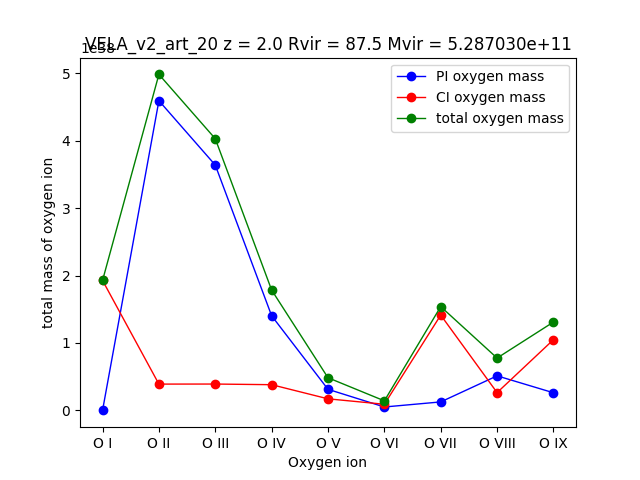 VELA_v2_art_20 z = 2.0 Rvir = 87.5 Mvir = 5.287030e+11
1e58
PI oxygen mass
CI oxygen mass
total oxygen mass
5
4
3
2
1
0
total mass of oxygen ion
O I O II O III O IV O V O VI O VII O VIII O IX
Oxygen ion